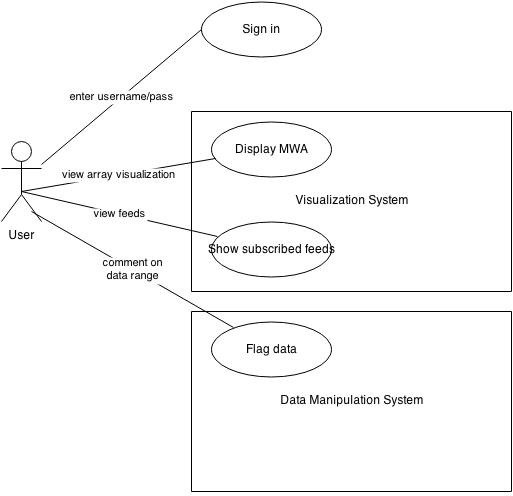 Sign in
enter username/pass
Display MWA
view array visualization
Visualization System
view feeds
User
Show subscribed feeds
comment on
data range
Flag data
Data Manipulation System